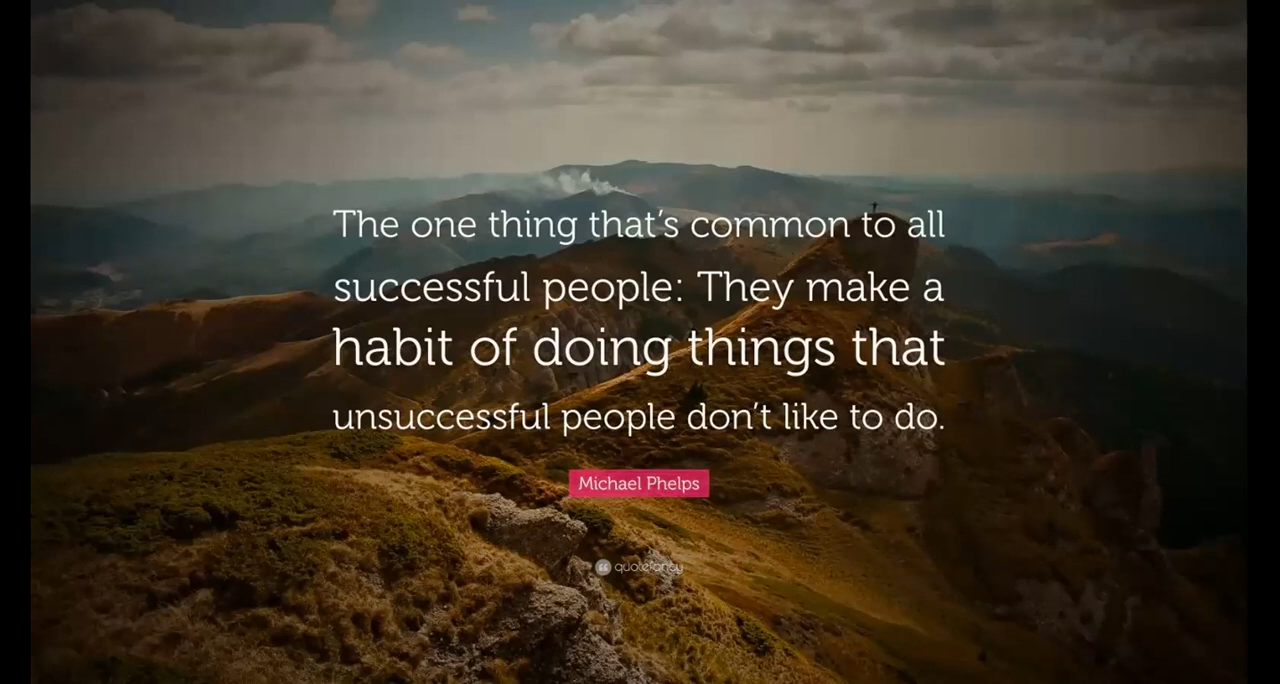 The one thing that’s common to all
successful people: They make a
habit of doing things that
unsuccessful people don’t like to do.
Michael Phelps
quotefancy